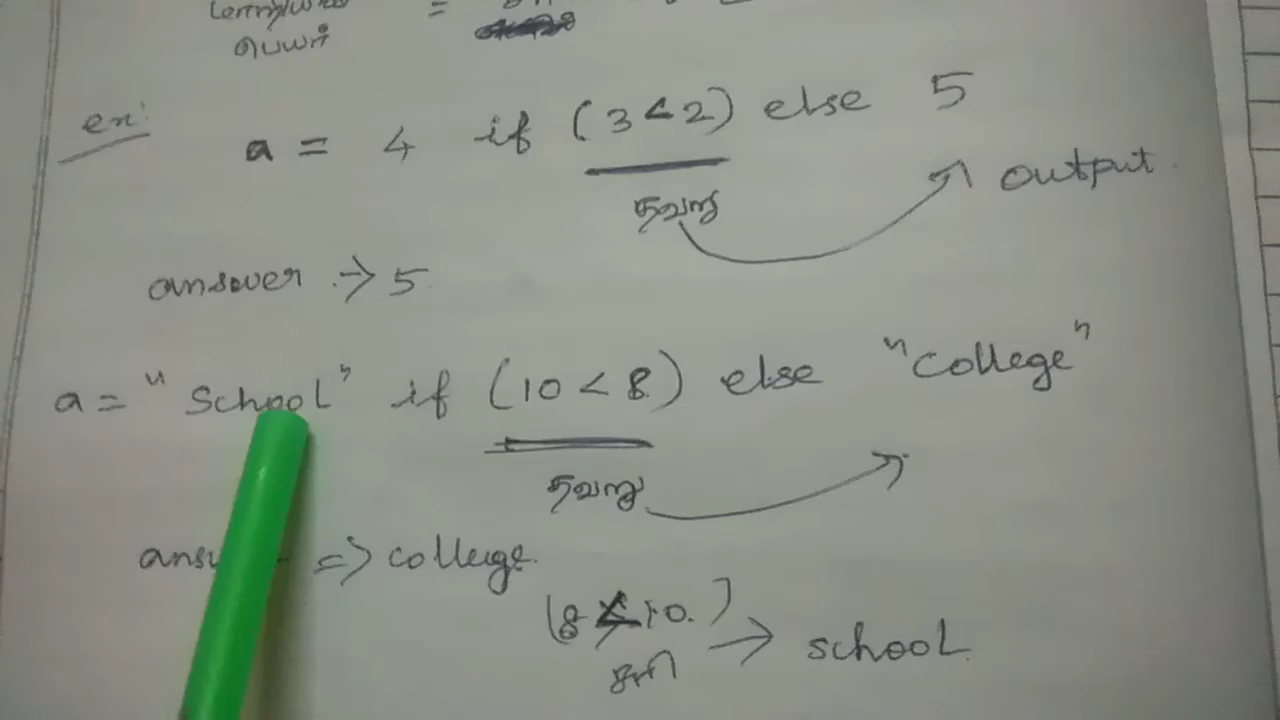 =
பெயர்
ex:
a = 4 if (3<2) else 5
தவறு
output
answer -> 5
a = "School" if (10 < 8) else "College"
தவறு
=> college.
(8 < 10.) -> school
சரி